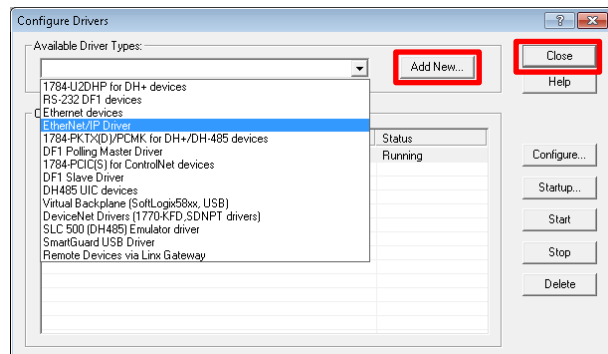 Configure Drivers
Available Driver Types:
Add New...
Close
Help
1784-U2DHP for DH+ devices
RS-232 DF1 devices
Ethernet devices
EtherNet/IP Driver
1784-PKTX(D)/PCMK for DH+/DH-485 devices
DF1 Polling Master Driver
1784-PCIC(S) for ControlNet devices
DF1 Slave Driver
DH485 UIC devices
Virtual Backplane (SoftLogix58xx, USB)
DeviceNet Drivers (1770-KFD,SDNPT drivers)
SLC 500 (DH485) Emulator driver
SmartGuard USB Driver
Remote Devices via Linx Gateway
Status
Running
Configure...
Startup...
Start
Stop
Delete